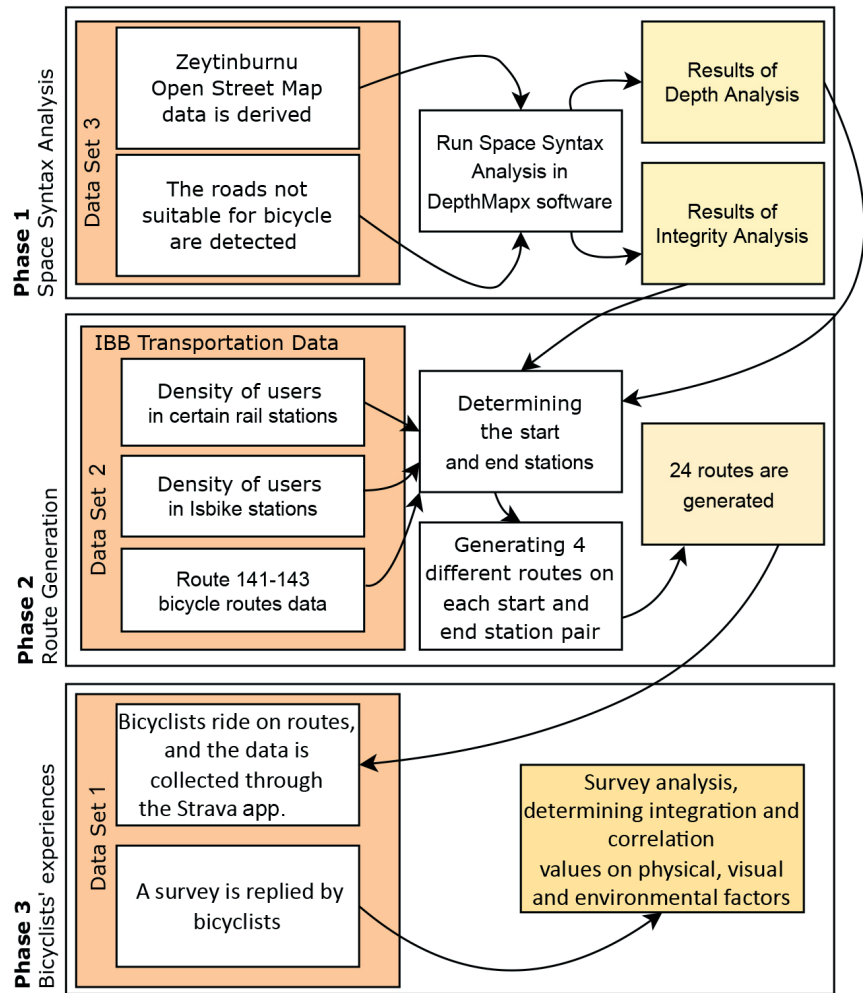 Phase 1
Space Syntax Analysis
Data Set 3
Zeytinburnu
Open Street Map
data is derived
The roads not
suitable for bicycle
are detected
Run Space Syntax
Analysis in
DepthMapx software
Results of
Depth Analysis
Results of
Integrity Analysis
Phase 2
Route Generation
IBB Transportation Data
Data Set 2
Density of users
in certain rail stations
Density of users
in Isbike stations
Route 141-143
bicycle routes data
Determining
the start
and end stations
Generating 4
different routes on
each start and
end station pair
24 routes are
generated
Phase 3
Bicyclists' experiences
Data Set 1
Bicyclists ride on routes,
and the data is
collected through
the Strava app.
A survey is replied by
bicyclists
Survey analysis,
determining integration and
correlation
values on physical, visual
and environmental factors